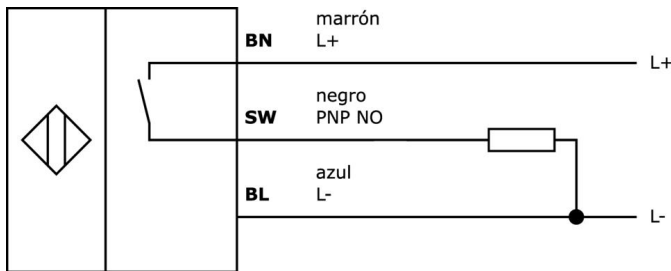 marrón
BN L+
L+
negro
SW PNP NO
azul
BL L-
L-